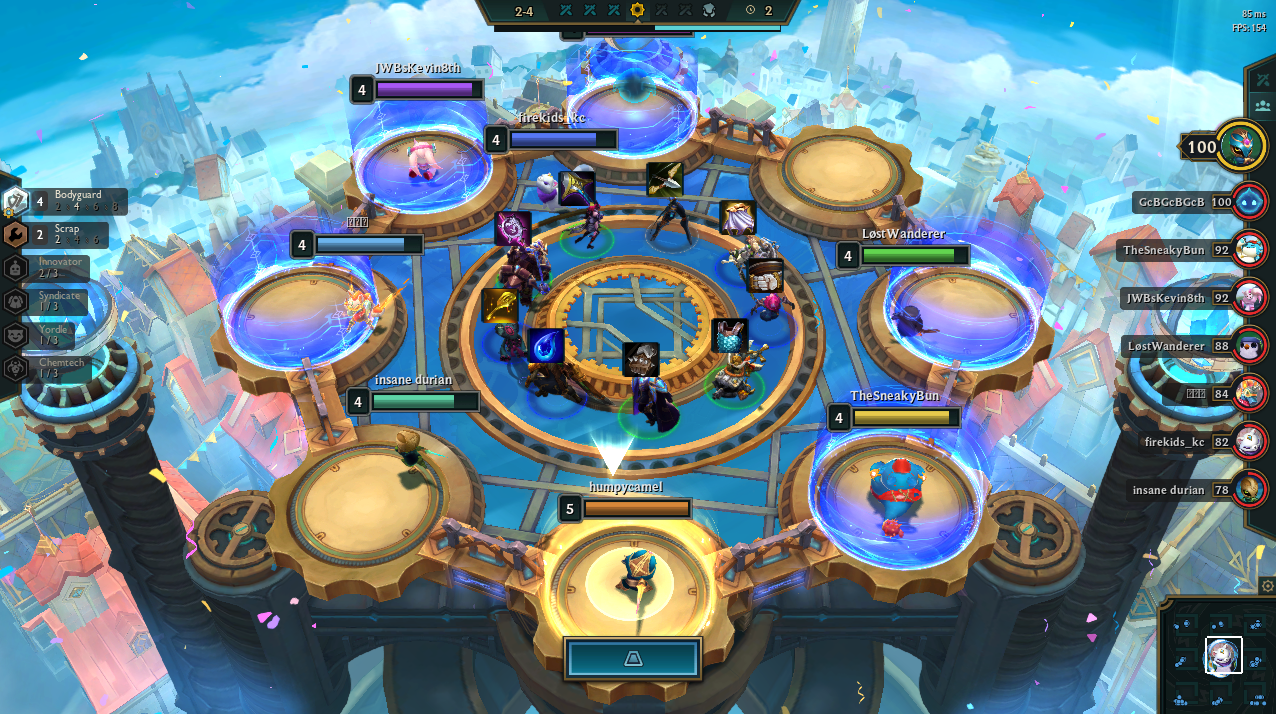 2-4
2
85 ms
FPS: 154
JWBsKevin8th
4
firekids_kc
4
100
4
Bodyguard
2 4 6 8
2
Scrap
2 4 6
Innovator
2/3
Syndicate
1/3
Yordle
1/3
Chemtech
1/3
4
LøstWanderer
4
GcBGcBGcB 100
TheSneakyBun 92
JWBsKevin8th 92
LøstWanderer 88
84
firekids_kc 82
insane durian 78
insane durian
4
TheSneakyBun
4
humpycamel
5